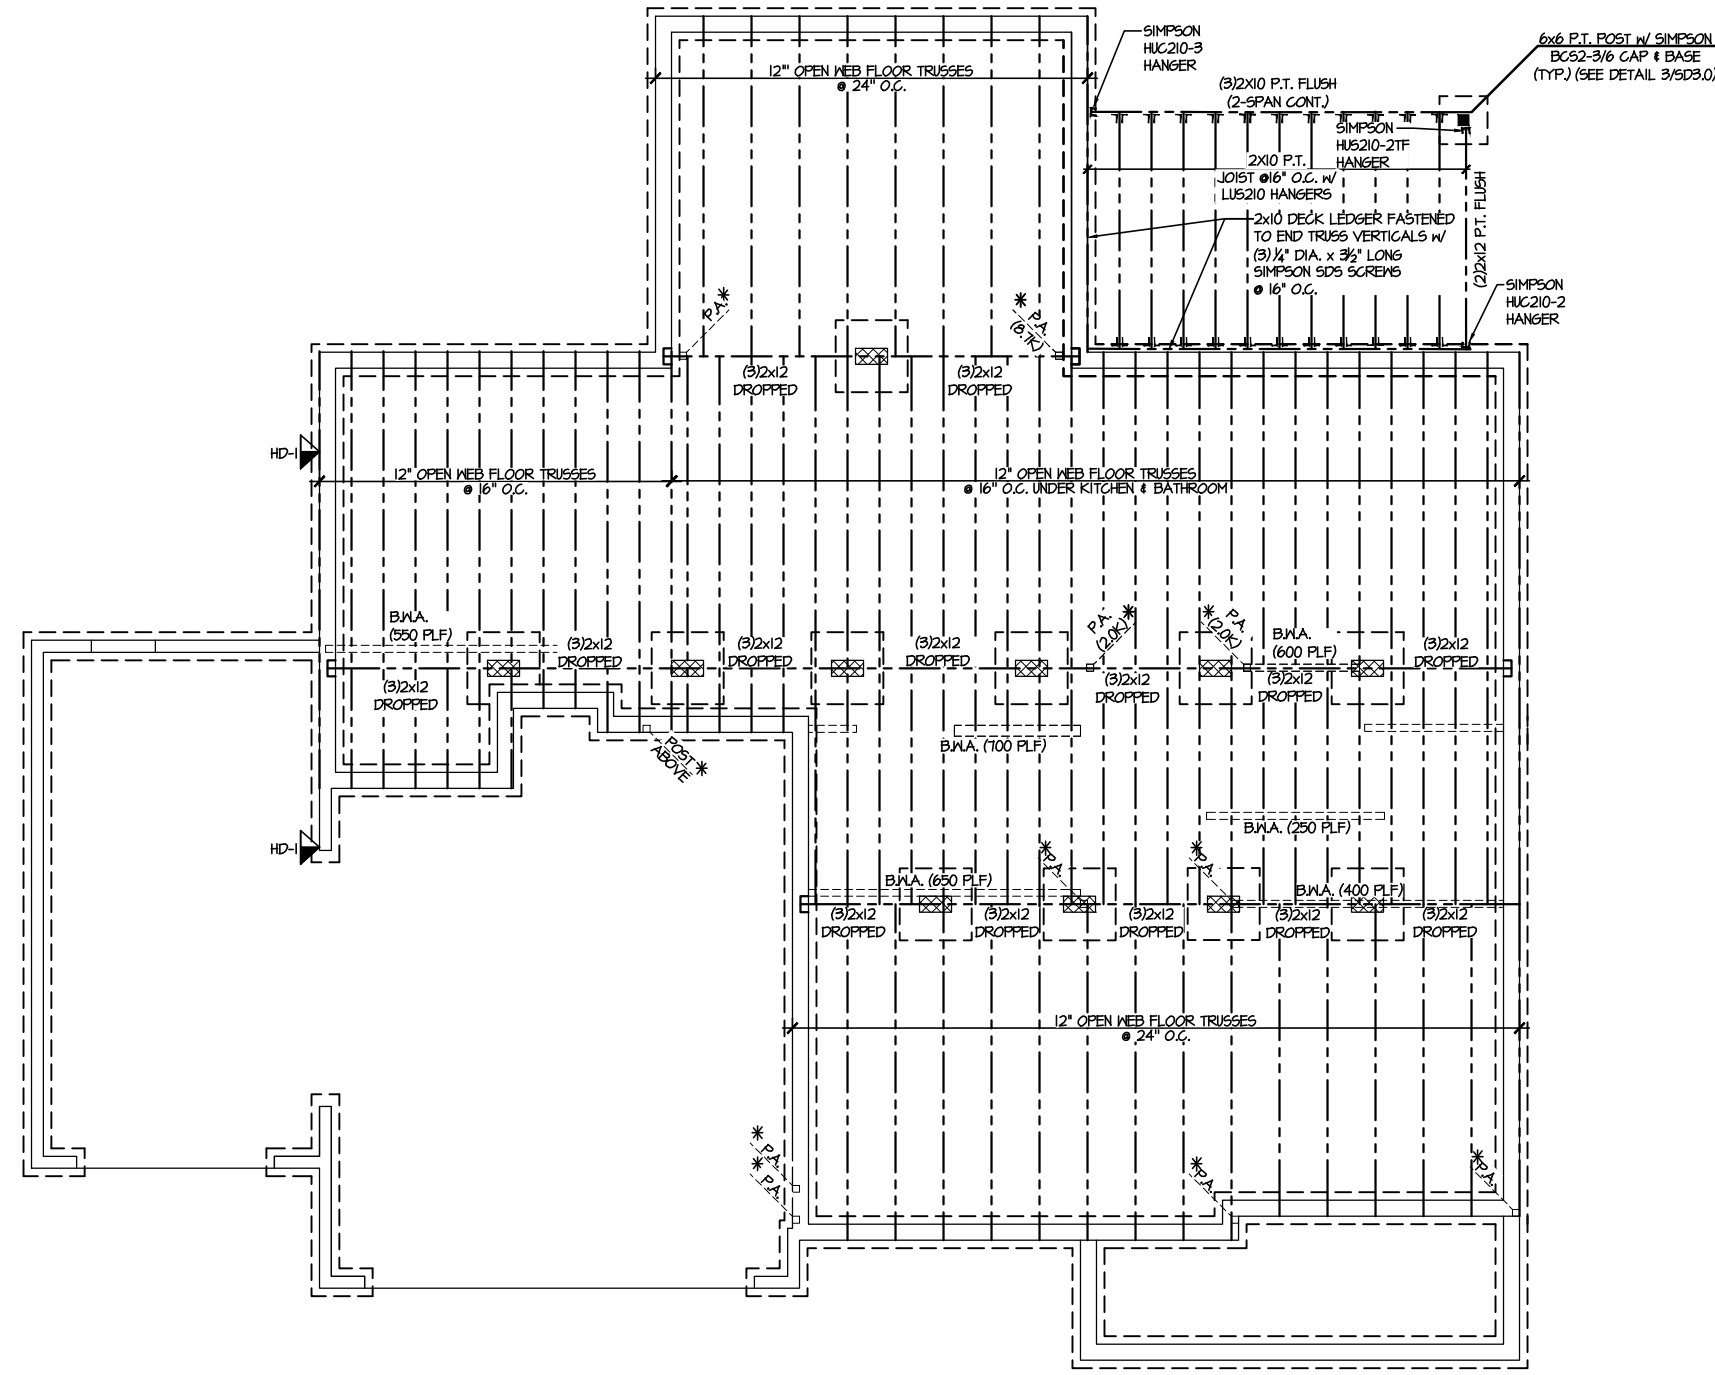 SIMPSON
HUC210-3
HANGER
6x6 P.T. POST W/ SIMPSON
BCS2-3/6 CAP & BASE
(TYP.) (SEE DETAIL 3/SD3.0)
12"' OPEN WEB FLOOR TRUSSES
@ 24" O.C.
(3)2X10 P.T. FLUSH
(2-SPAN CONT.)
SIMPSON
HUS210-2TF
HANGER
2X10 P.T.
JOIST @16" O.C. W/
LUS210 HANGERS
(2)2x12 P.T. FLUSH
2x10 DECK LEDGER FASTENED
TO END TRUSS VERTICALS W/
(3) 1/4" DIA. x 3 1/2" LONG
SIMPSON SDS SCREWS
@ 16" O.C.
SIMPSON
HUC210-2
HANGER
P.A.*
* P.A.
(8.7K)
(3)2x12
DROPPED
(3)2x12
DROPPED
HD-1
12" OPEN WEB FLOOR TRUSSES
@ 16" O.C.
12" OPEN WEB FLOOR TRUSSES
@ 16" O.C. UNDER KITCHEN & BATHROOM
B.W.A.
(550 PLF)
(3)2x12
DROPPED
(3)2x12
DROPPED
(3)2x12
DROPPED
P.A. *
(2.0K)
* P.A.
(2.0K)
B.W.A.
(600 PLF)
(3)2x12
DROPPED
(3)2x12
DROPPED
(3)2x12
DROPPED
(3)2x12
DROPPED
POST *
ABOVE
B.W.A. (700 PLF)
B.W.A. (250 PLF)
HD-1
*P.A.
*P.A.
B.W.A. (650 PLF)
B.W.A. (400 PLF)
(3)2x12
DROPPED
(3)2x12
DROPPED
(3)2x12
DROPPED
(3)2x12
DROPPED
(3)2x12
DROPPED
12" OPEN WEB FLOOR TRUSSES
@ 24" O.C.
* P.A.
* P.A.
*P.A.
*P.A.